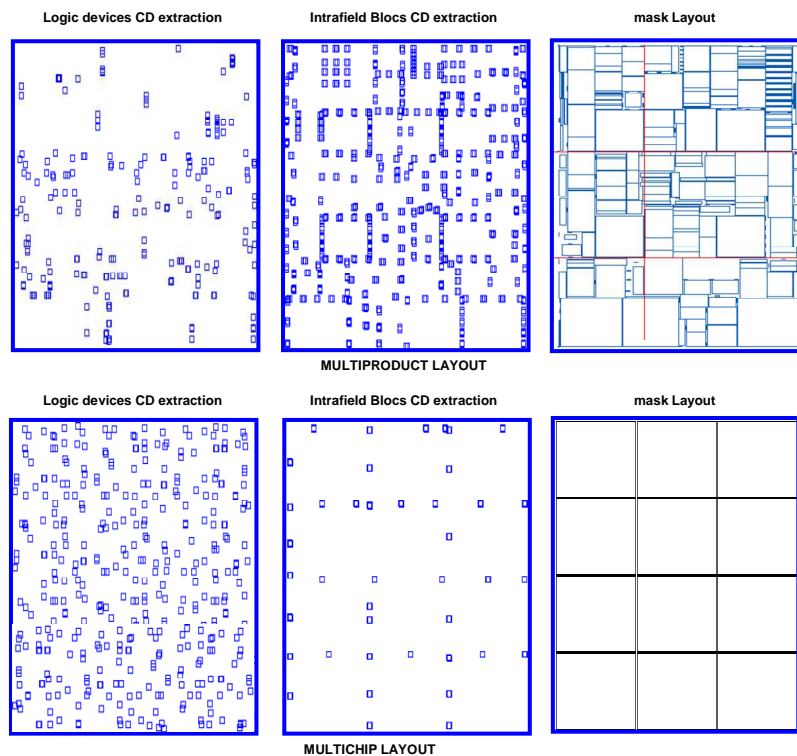 Logic devices CD extraction
Intrafield Blocs CD extraction
mask Layout
MULTIPRODUCT LAYOUT
Logic devices CD extraction
Intrafield Blocs CD extraction
mask Layout
MULTICHIP LAYOUT